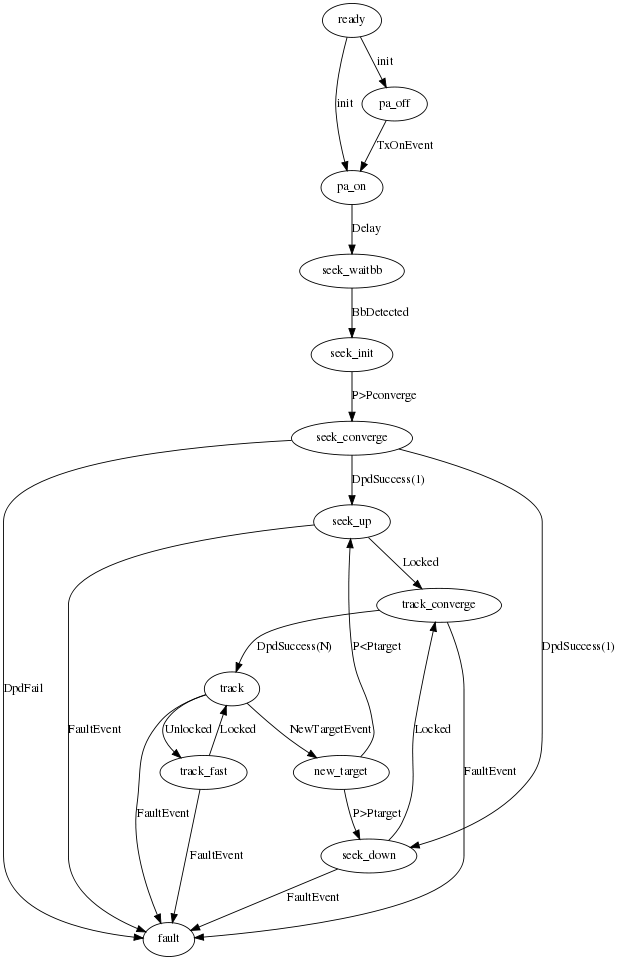 ready
init
pa_off
init
TxOnEvent
pa_on
Delay
seek_waitbb
BbDetected
seek_init
P>Pconverge
seek_converge
DpdSuccess(1)
seek_up
Locked
track_converge
DpdSuccess(N)
P<Ptarget
DpdSuccess(1)
DpdFail
track
FaultEvent
Unlocked
Locked
NewTargetEvent
Locked
track_fast
new_target
FaultEvent
FaultEvent
P>Ptarget
FaultEvent
seek_down
FaultEvent
fault